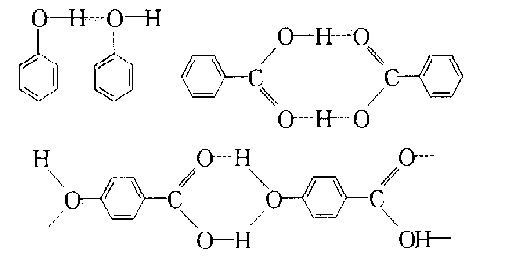 O—H---O—H
O—H---O
C C
O---H—O
H O---H O---
O C O C
O—H OH—